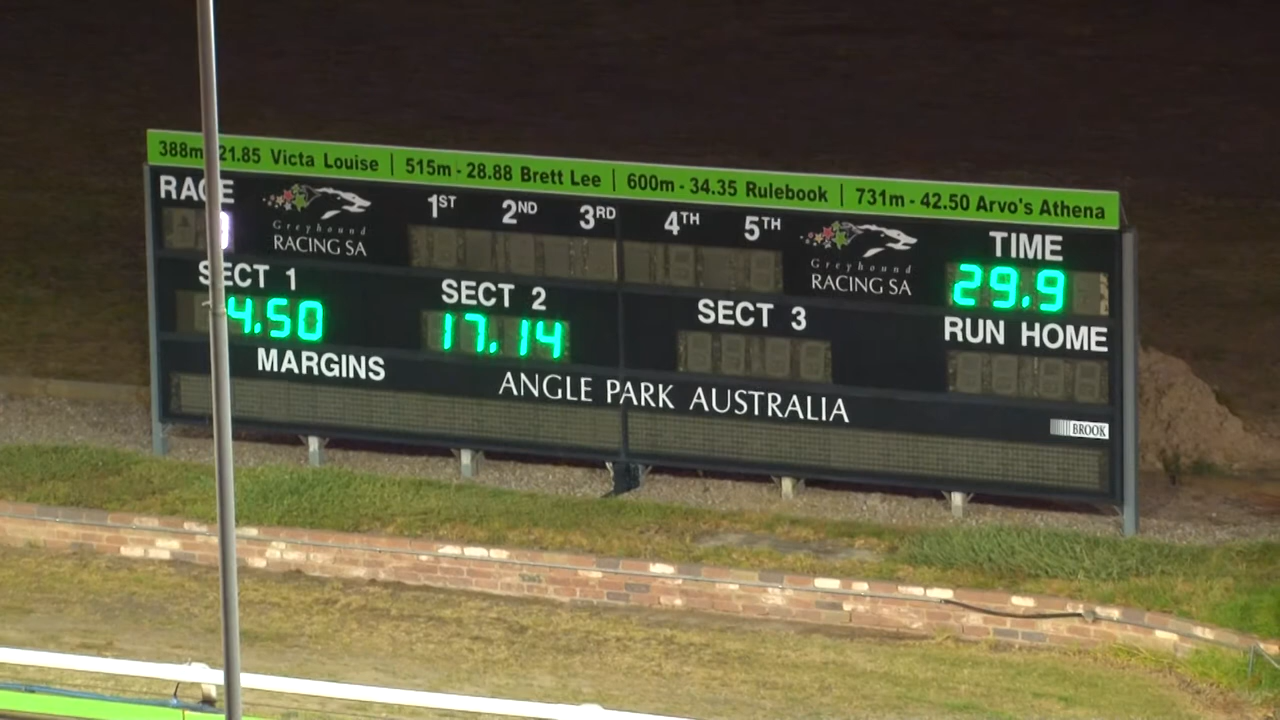 388m 21.85 Victa Louise | 515m - 28.88 Brett Lee | 600m - 34.35 Rulebook | 731m - 42.50 Arvo's Athena
RACE
1ST 2ND 3RD 4TH 5TH
Greyhound
RACING SA
Greyhound
RACING SA
TIME
29.9
SECT 1
4.50
SECT 2
17.14
SECT 3
RUN HOME
MARGINS
ANGLE PARK AUSTRALIA
BROOK